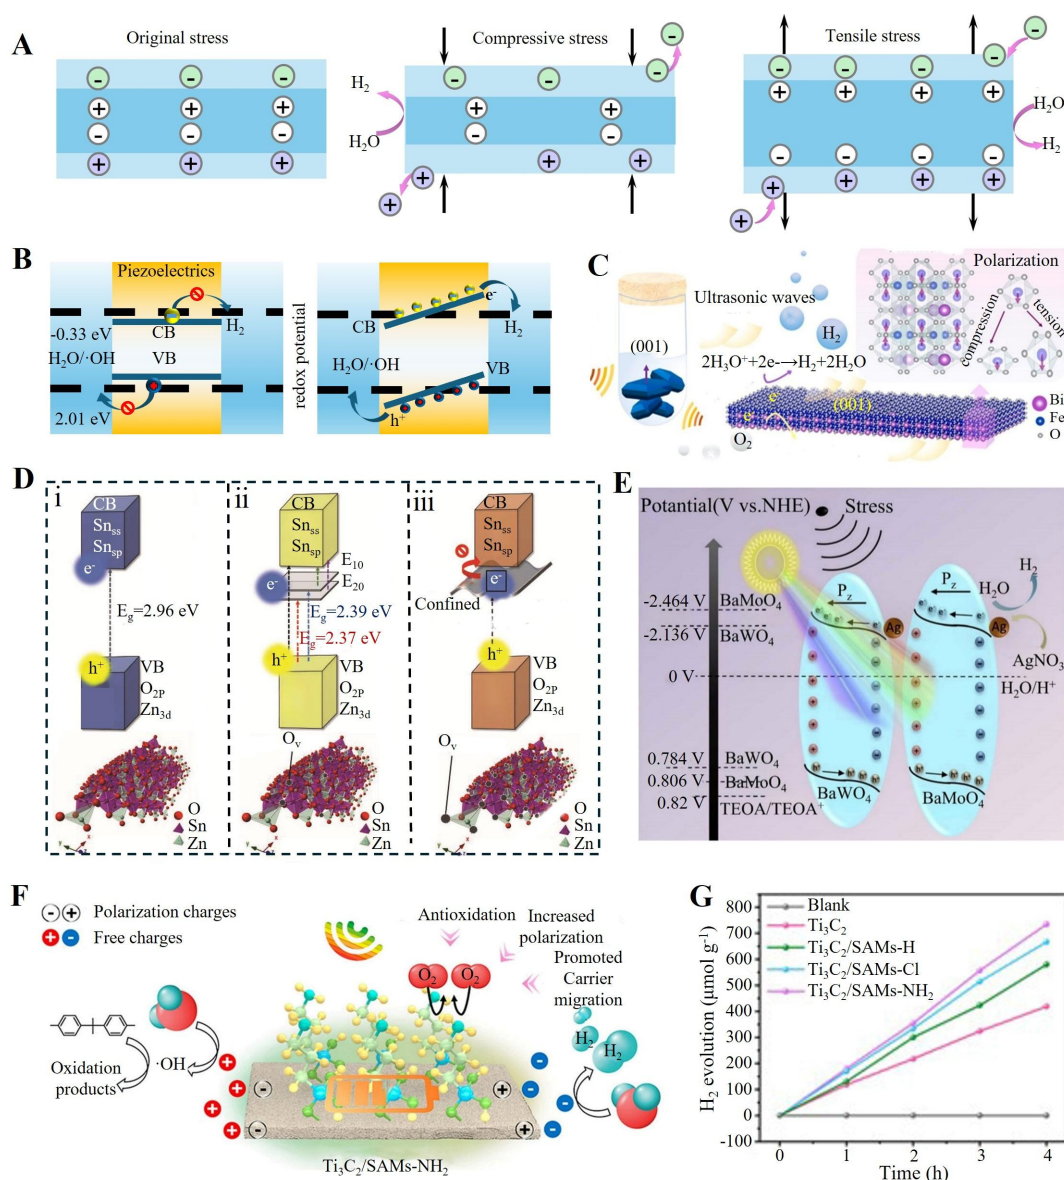 A
Original stress
Compressive stress
Tensile stress
H2
H2O
H2O
H2
B
Piezoelectrics
-0.33 eV
CB
H2
H2O/·OH
VB
2.01 eV
redox potential
e-
CB
H2
H2O/·OH
VB
h+
C
Ultrasonic waves
(001)
H2
2H3O++2e-→H2+2H2O
Polarization
compression
tension
e-
e-
(001)
O2
Bi
Fe
O
D
i
CB
Snss
Snsp
e-
Eg=2.96 eV
h+
VB
O2P
Zn3d
O
Sn
Zn
ii
CB
Snss
Snsp
E10
E20
e-
Eg=2.39 eV
Eg=2.37 eV
h+
VB
O2P
Zn3d
Ov
O
Sn
Zn
iii
CB
Snss
Snsp
e-
Confined
h+
VB
O2P
Zn3d
Ov
O
Sn
Zn
E
Potential(V vs.NHE)
Stress
-2.464 V BaMoO4
-2.136 V BaWO4
0 V
0.784 V BaWO4
0.806 V BaMoO4
0.82 V TEOA/TEOA+
Pz
Pz
Ag
Ag
H2
H2O
AgNO3
H2O/H+
BaWO4
BaMoO4
F
Polarization charges
Free charges
Antioxidation
Increased
polarization
Promoted
Carrier
migration
O2
O2
H2
H2
·OH
Oxidation
products
Ti3C2/SAMs-NH2
G
Blank
Ti3C2
Ti3C2/SAMs-H
Ti3C2/SAMs-Cl
Ti3C2/SAMs-NH2
H2 evolution (μmol g-1)
800
700
600
500
400
300
200
100
0
-100
0 1 2 3 4
Time (h)